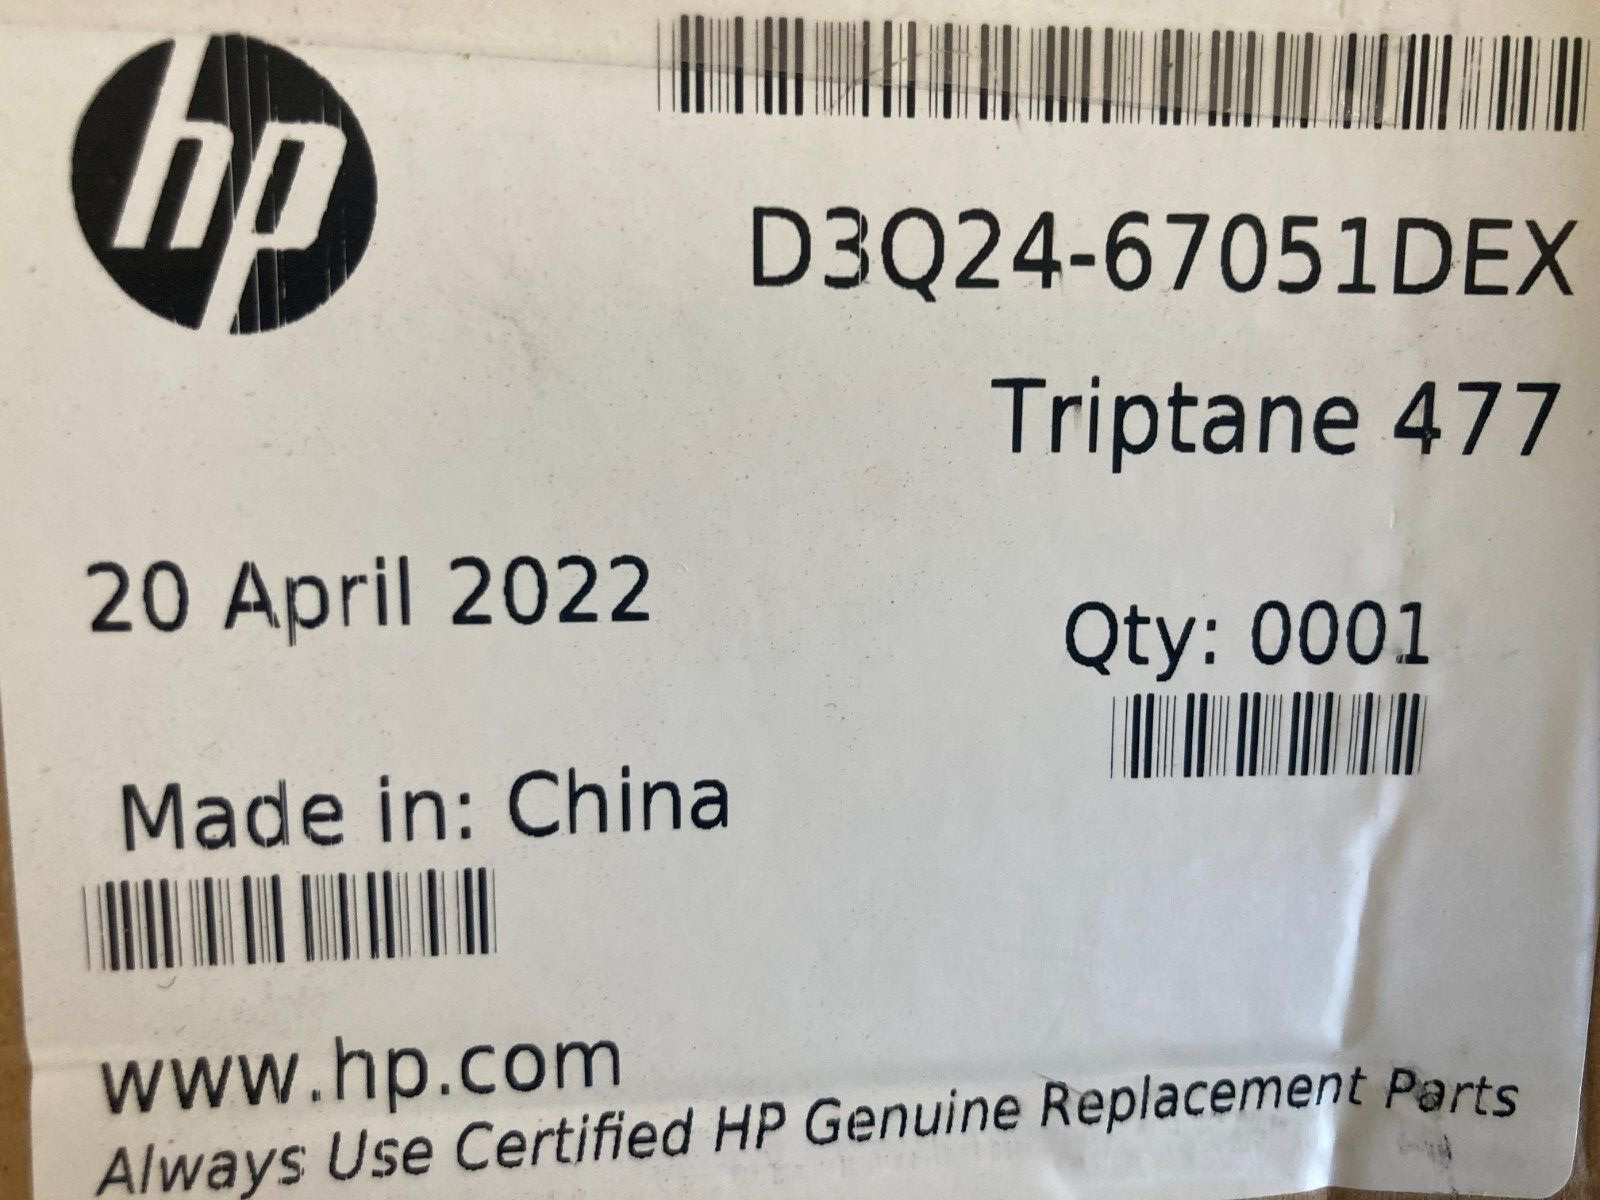 hp
D3Q24-67051DEX
Triptane 477
20 April 2022
Qty: 0001
Made in: China
www.hp.com
Always Use Certified HP Genuine Replacement Parts